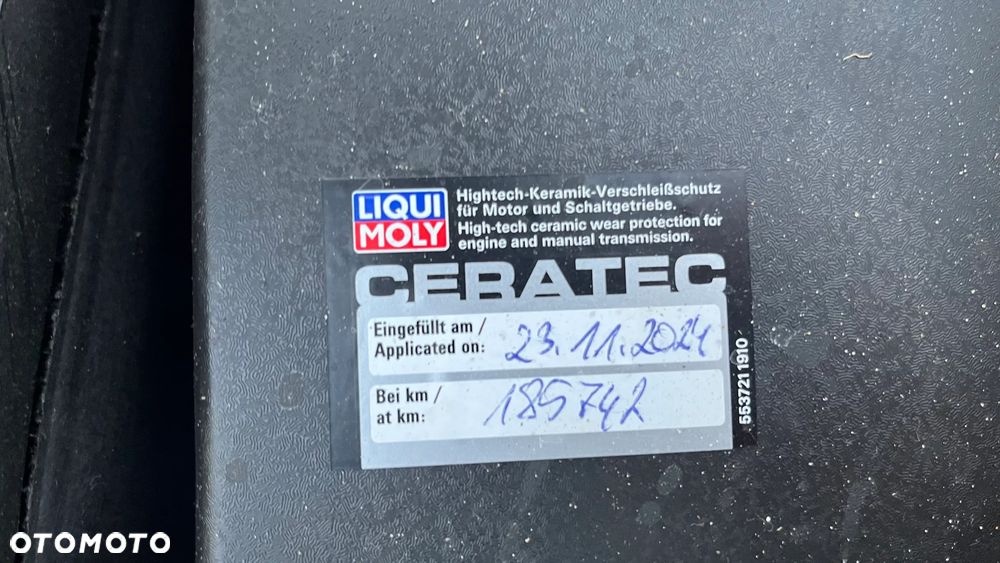 LIQUI
MOLY
Hightech-Keramik-Verschleißschutz
für Motor und Schaltgetriebe.
High-tech ceramic wear protection for
engine and manual transmission.
CERATEC
Eingefüllt am /
Applicated on: 23.11.2024
Bei km /
at km: 185742
5537211910
OTOMOTO